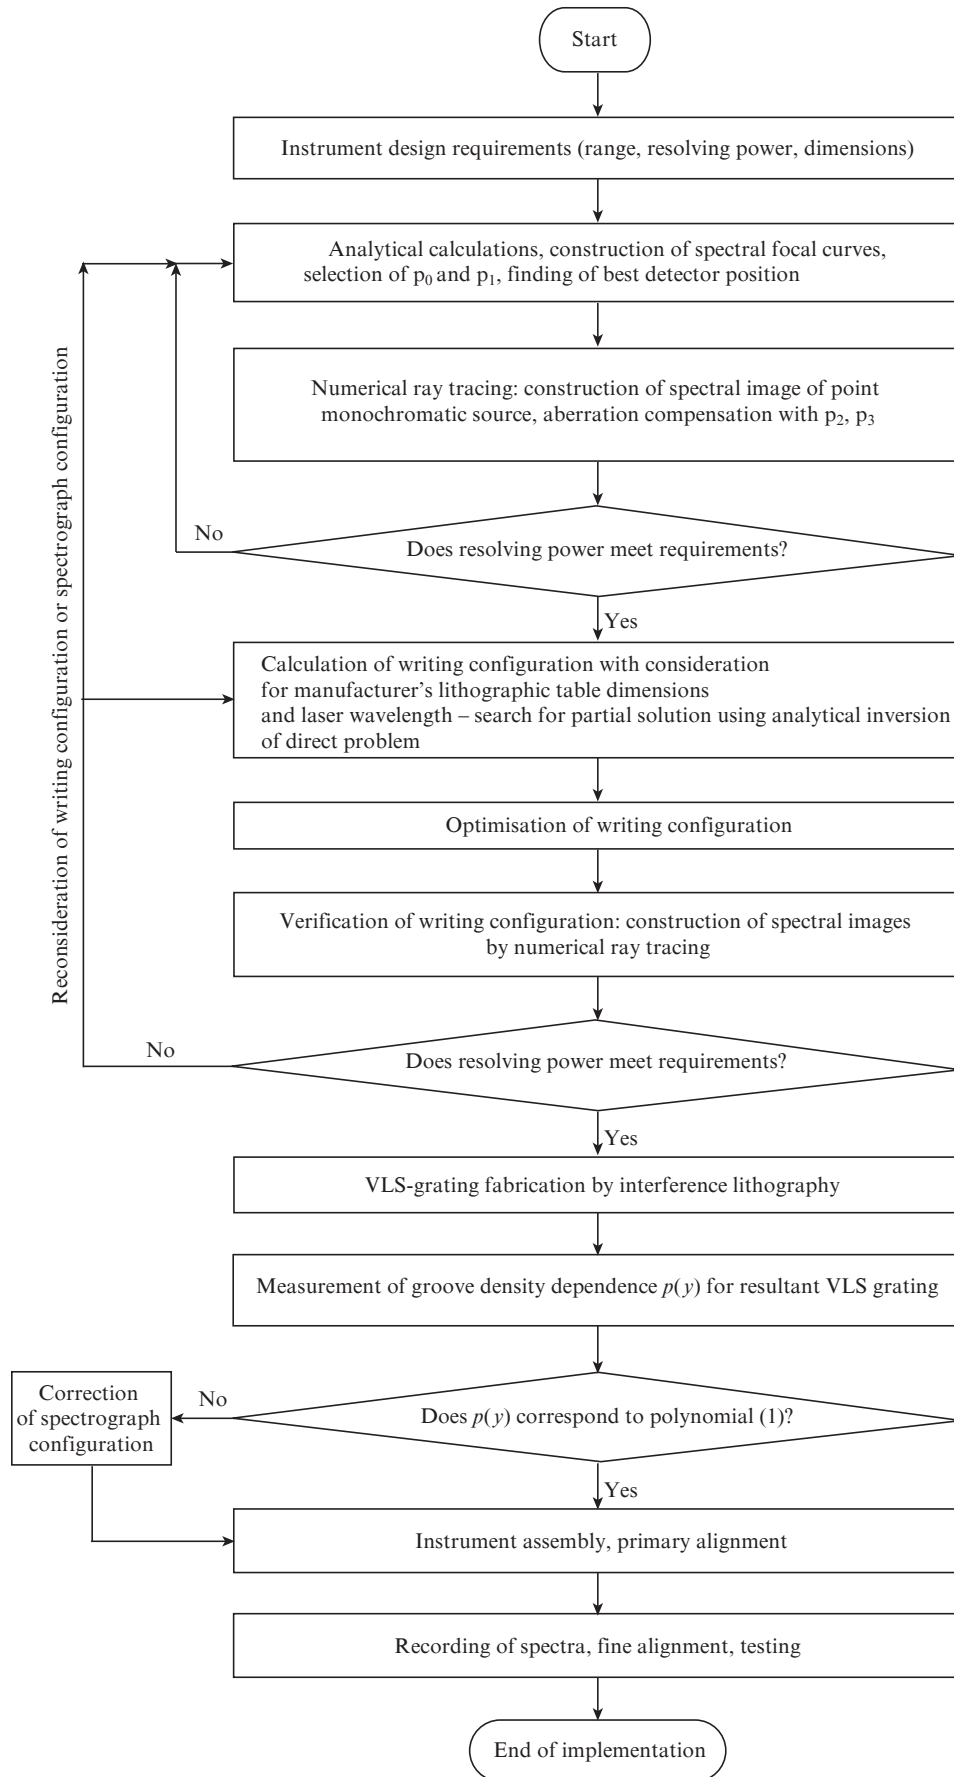 Start
Instrument design requirements (range, resolving power, dimensions)
Analytical calculations, construction of spectral focal curves,
selection of p₀ and p₁, finding of best detector position
Numerical ray tracing: construction of spectral image of point
monochromatic source, aberration compensation with p₂, p₃
No
Does resolving power meet requirements?
Yes
Reconsideration of writing configuration or spectrograph configuration
Calculation of writing configuration with consideration
for manufacturer's lithographic table dimensions
and laser wavelength – search for partial solution using analytical inversion
of direct problem
Optimisation of writing configuration
Verification of writing configuration: construction of spectral images
by numerical ray tracing
No
Does resolving power meet requirements?
Yes
VLS-grating fabrication by interference lithography
Measurement of groove density dependence p(y) for resultant VLS grating
Correction
of spectrograph
configuration
No
Does p(y) correspond to polynomial (1)?
Yes
Instrument assembly, primary alignment
Recording of spectra, fine alignment, testing
End of implementation